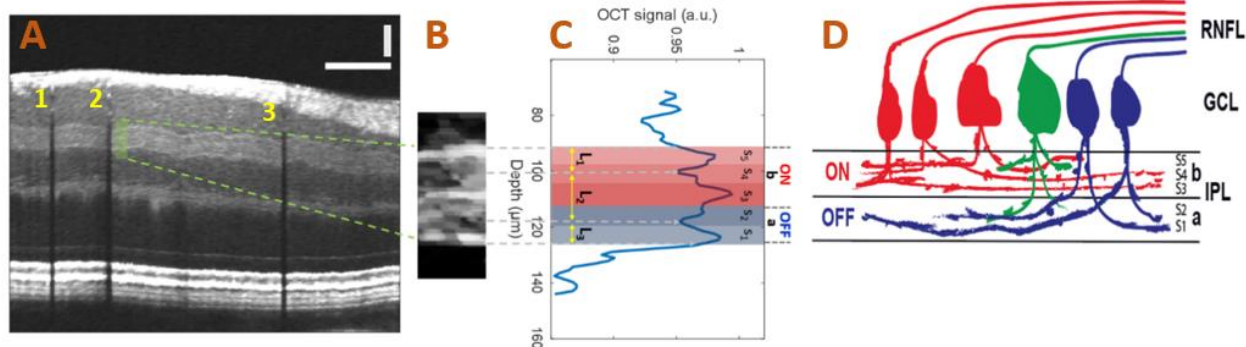 A
1
2
3
B
C
OCT signal (a.u.)
0.9
0.95
1
Depth (μm)
80
100
120
140
160
L1
L2
L3
S5
S4
S3
S2
S1
ON
b
OFF
a
D
RNFL
GCL
IPL
ON
OFF
S5
S4
S3
b
S2
S1
a